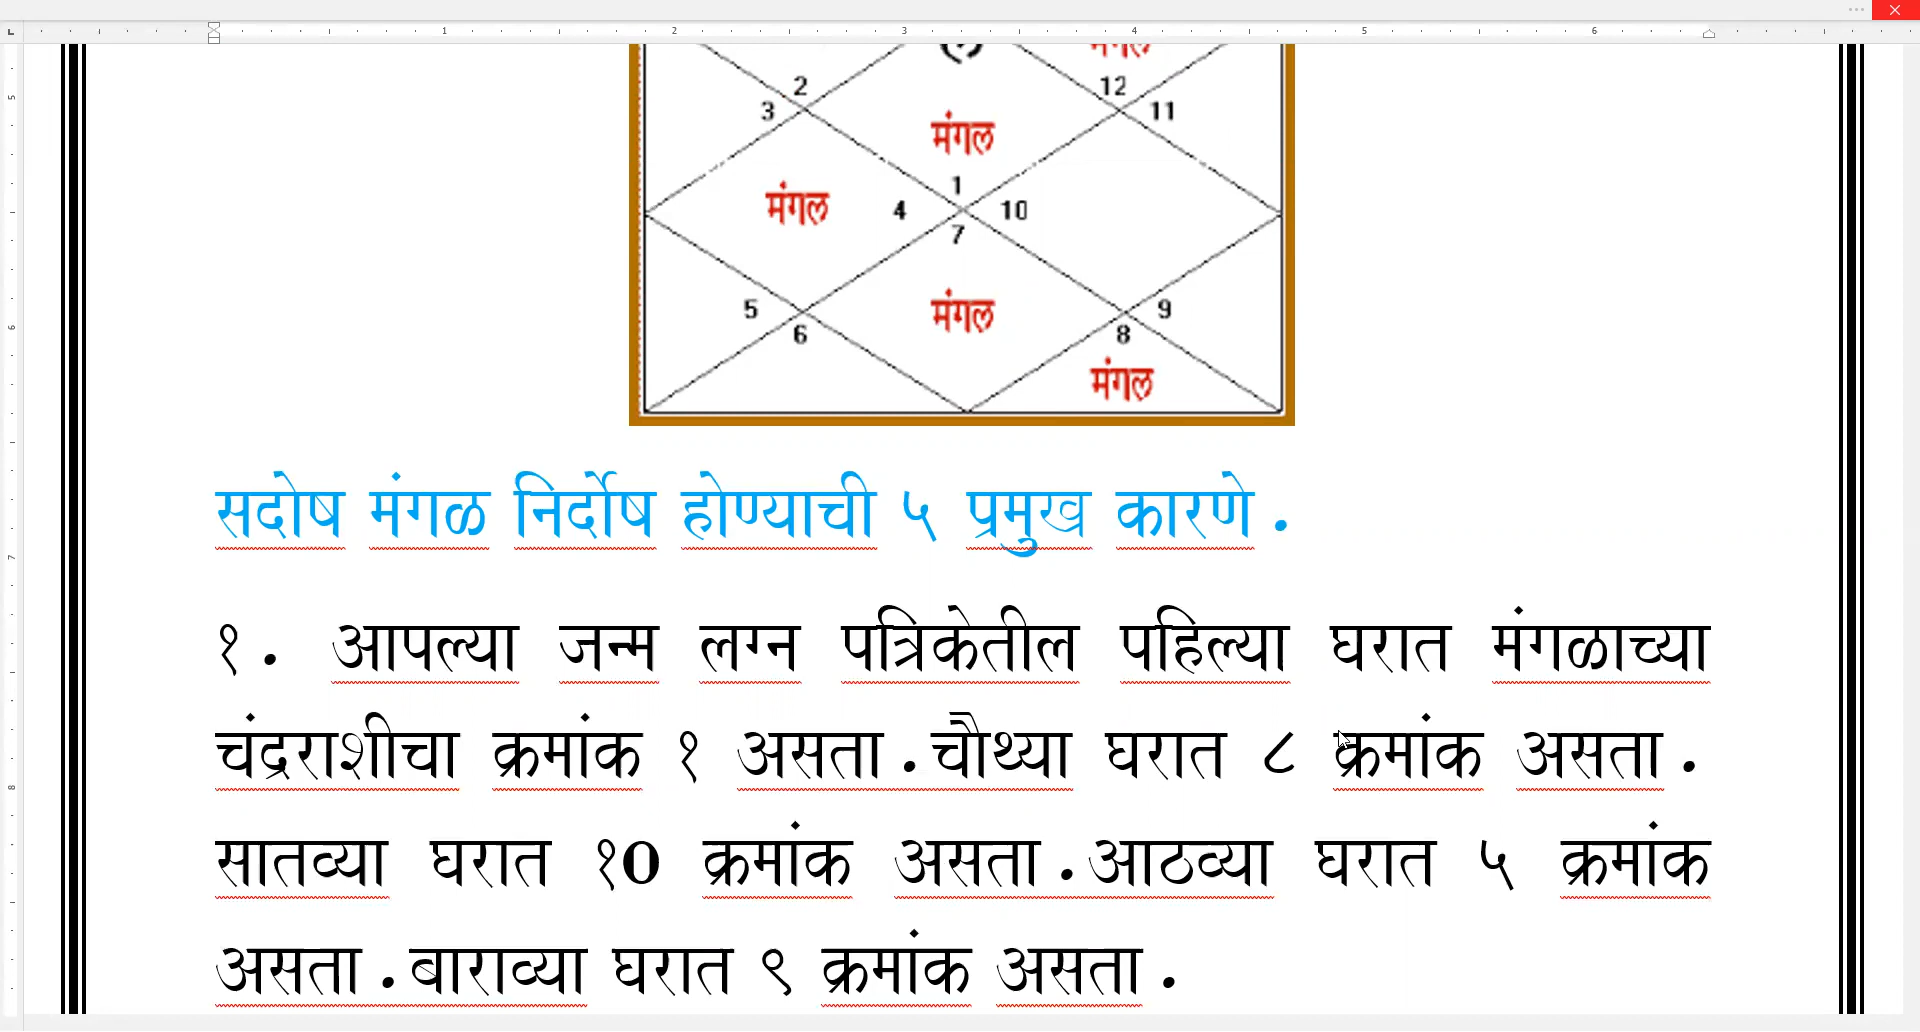 मंगल
2 12
3 11
मंगल
1
मंगल 4 10
7
5 9
मंगल
6 8
मंगल
सदोष मंगळ निर्दोष होण्याची ५ प्रमुख कारणे.
१. आपल्या जन्म लग्न पत्रिकेतील पहिल्या घरात मंगळाच्या
चंद्रराशीचा क्रमांक १ असता.चौथ्या घरात ८ क्रमांक असता.
सातव्या घरात १0 क्रमांक असता.आठव्या घरात ५ क्रमांक
असता.बाराव्या घरात ९ क्रमांक असता.